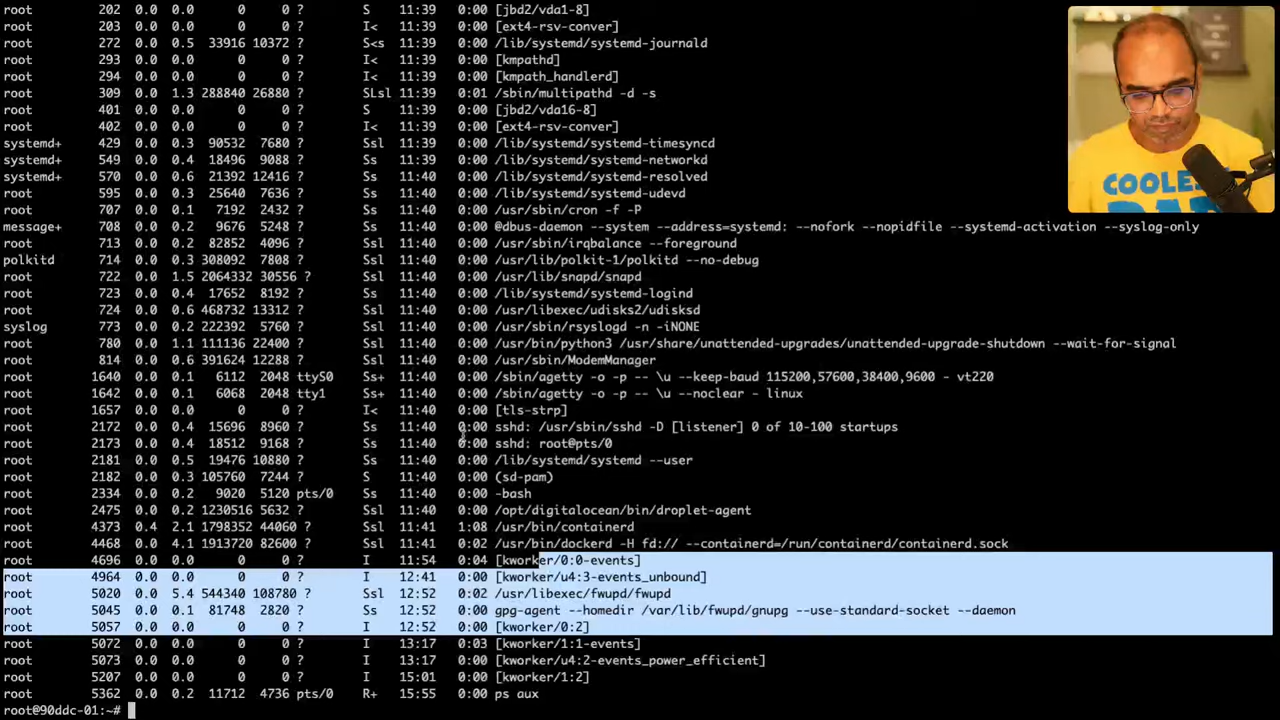 root 202 0.0 0.0 0 0 ? S 11:39 0:00 [jbd2/vda1-8]
root 203 0.0 0.0 0 0 ? I< 11:39 0:00 [ext4-rsv-conver]
root 272 0.0 0.5 33916 10372 ? S<s 11:39 0:00 /lib/systemd/systemd-journald
root 293 0.0 0.0 0 0 ? I< 11:39 0:00 [kmpathd]
root 294 0.0 0.0 0 0 ? I< 11:39 0:00 [kmpath_handlerd]
root 309 0.0 1.3 288840 26880 ? SLsl 11:39 0:01 /sbin/multipathd -d -s
root 401 0.0 0.0 0 0 ? S 11:39 0:00 [jbd2/vda16-8]
root 402 0.0 0.0 0 0 ? I< 11:39 0:00 [ext4-rsv-conver]
systemd+ 429 0.0 0.3 90532 7680 ? Ssl 11:39 0:00 /lib/systemd/systemd-timesyncd
systemd+ 549 0.0 0.4 18496 9088 ? Ss 11:39 0:00 /lib/systemd/systemd-networkd
systemd+ 570 0.0 0.6 21392 12416 ? Ss 11:39 0:00 /lib/systemd/systemd-resolved
root 595 0.0 0.3 25640 7636 ? Ss 11:39 0:00 /lib/systemd/systemd-udevd
root 707 0.0 0.1 7192 2432 ? Ss 11:40 0:00 /usr/sbin/cron -f -P
message+ 708 0.0 0.2 9676 5248 ? Ss 11:40 0:00 @dbus-daemon --system --address=systemd: --nofork --nopidfile --systemd-activation --syslog-only
root 713 0.0 0.2 82852 4096 ? Ssl 11:40 0:00 /usr/sbin/irqbalance --foreground
polkitd 714 0.0 0.3 308092 7808 ? Ssl 11:40 0:00 /usr/lib/polkit-1/polkitd --no-debug
root 722 0.0 1.5 2064332 30556 ? Ssl 11:40 0:00 /usr/lib/snapd/snapd
root 723 0.0 0.4 17652 8192 ? Ss 11:40 0:00 /lib/systemd/systemd-logind
root 724 0.0 0.6 468732 13312 ? Ssl 11:40 0:00 /usr/libexec/udisks2/udisksd
syslog 773 0.0 0.2 222392 5760 ? Ssl 11:40 0:00 /usr/sbin/rsyslogd -n -iNONE
root 780 0.0 1.1 111136 22400 ? Ssl 11:40 0:00 /usr/bin/python3 /usr/share/unattended-upgrades/unattended-upgrade-shutdown --wait-for-signal
root 814 0.0 0.6 391624 12288 ? Ssl 11:40 0:00 /usr/sbin/ModemManager
root 1640 0.0 0.1 6112 2048 ttyS0 Ss+ 11:40 0:00 /sbin/agetty -o -p -- \u --keep-baud 115200,57600,38400,9600 - vt220
root 1642 0.0 0.1 6068 2048 tty1 Ss+ 11:40 0:00 /sbin/agetty -o -p -- \u --noclear - linux
root 1657 0.0 0.0 0 0 ? I< 11:40 0:00 [tls-strp]
root 2172 0.0 0.4 15696 8960 ? Ss 11:40 0:00 sshd: /usr/sbin/sshd -D [listener] 0 of 10-100 startups
root 2173 0.0 0.4 18512 9168 ? Ss 11:40 0:00 sshd: root@pts/0
root 2181 0.0 0.5 19476 10880 ? Ss 11:40 0:00 /lib/systemd/systemd --user
root 2182 0.0 0.3 105760 7244 ? S 11:40 0:00 (sd-pam)
root 2334 0.0 0.2 9020 5120 pts/0 Ss 11:40 0:00 -bash
root 2475 0.0 0.2 1230516 5632 ? Ssl 11:40 0:00 /opt/digitalocean/bin/droplet-agent
root 4373 0.4 2.1 1798352 44060 ? Ssl 11:41 1:08 /usr/bin/containerd
root 4468 0.0 4.1 1913720 82600 ? Ssl 11:41 0:02 /usr/bin/dockerd -H fd:// --containerd=/run/containerd/containerd.sock
root 4696 0.0 0.0 0 0 ? I 11:54 0:04 [kworker/0:0-events]
root 4964 0.0 0.0 0 0 ? I 12:41 0:00 [kworker/u4:3-events_unbound]
root 5020 0.0 5.4 544340 108780 ? Ssl 12:52 0:02 /usr/libexec/fwupd/fwupd
root 5045 0.0 0.1 81748 2820 ? Ss 12:52 0:00 gpg-agent --homedir /var/lib/fwupd/gnupg --use-standard-socket --daemon
root 5057 0.0 0.0 0 0 ? I 12:52 0:00 [kworker/0:2]
root 5072 0.0 0.0 0 0 ? I 13:17 0:03 [kworker/1:1-events]
root 5073 0.0 0.0 0 0 ? I 13:17 0:00 [kworker/u4:2-events_power_efficient]
root 5207 0.0 0.0 0 0 ? I 15:01 0:00 [kworker/1:2]
root 5362 0.0 0.2 11712 4736 pts/0 R+ 15:55 0:00 ps aux
root@90ddc-01:~#